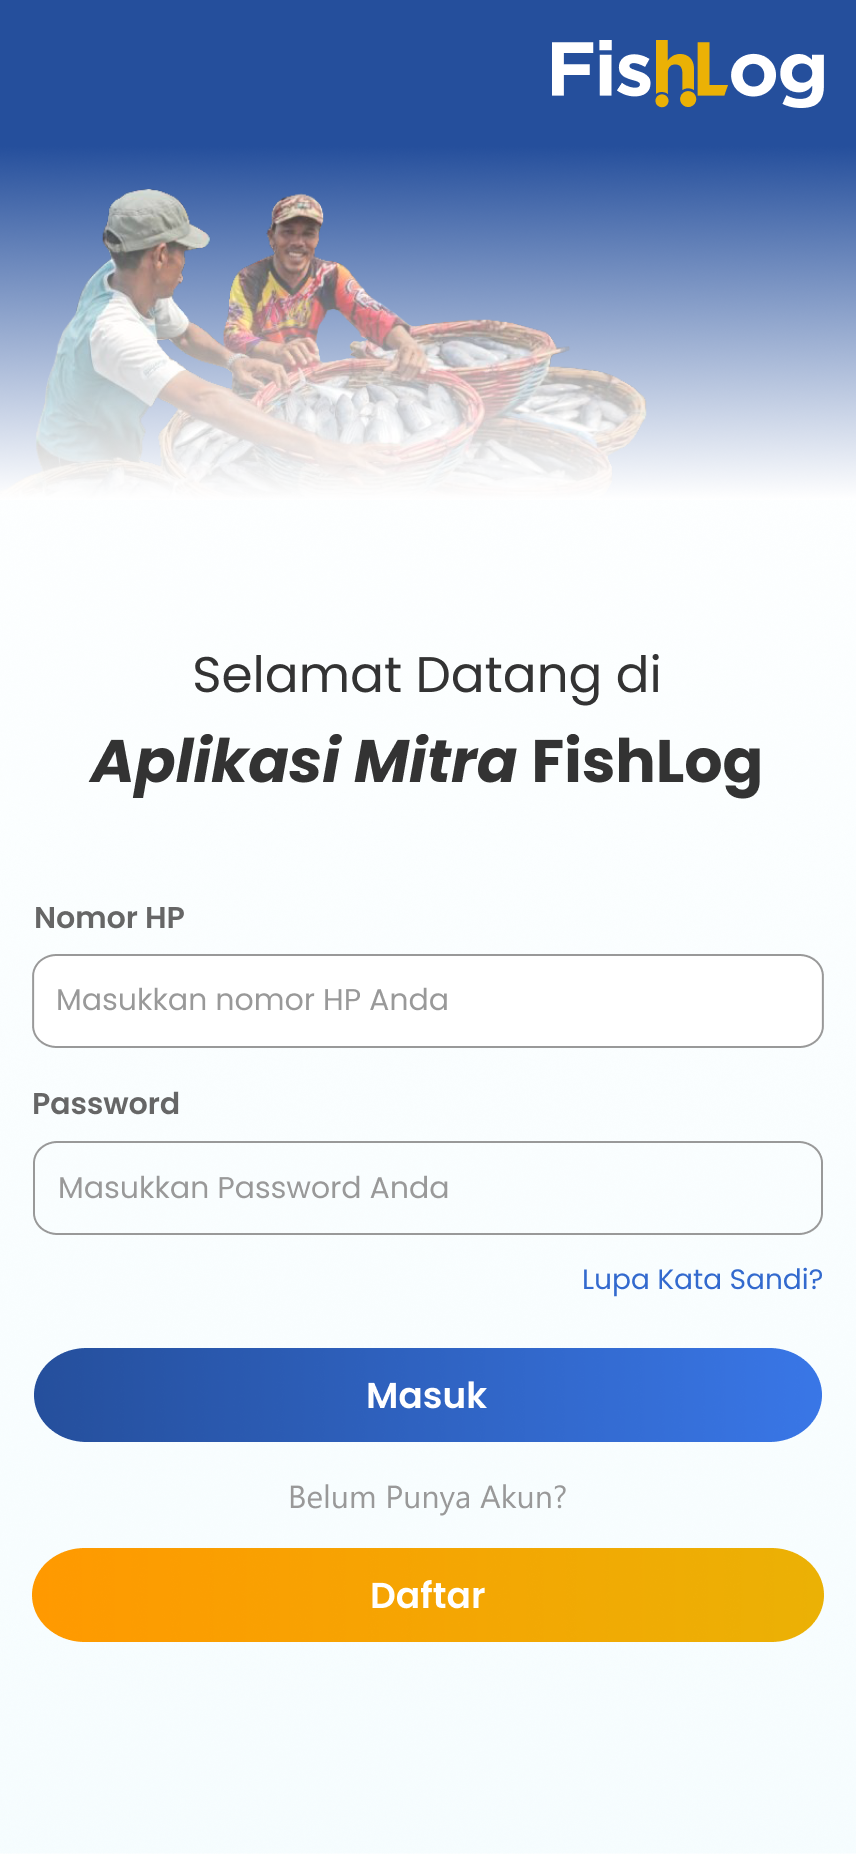 FishLog
Selamat Datang di
Aplikasi Mitra FishLog
Nomor HP
Masukkan nomor HP Anda
Password
Masukkan Password Anda
Lupa Kata Sandi?
Masuk
Belum Punya Akun?
Daftar